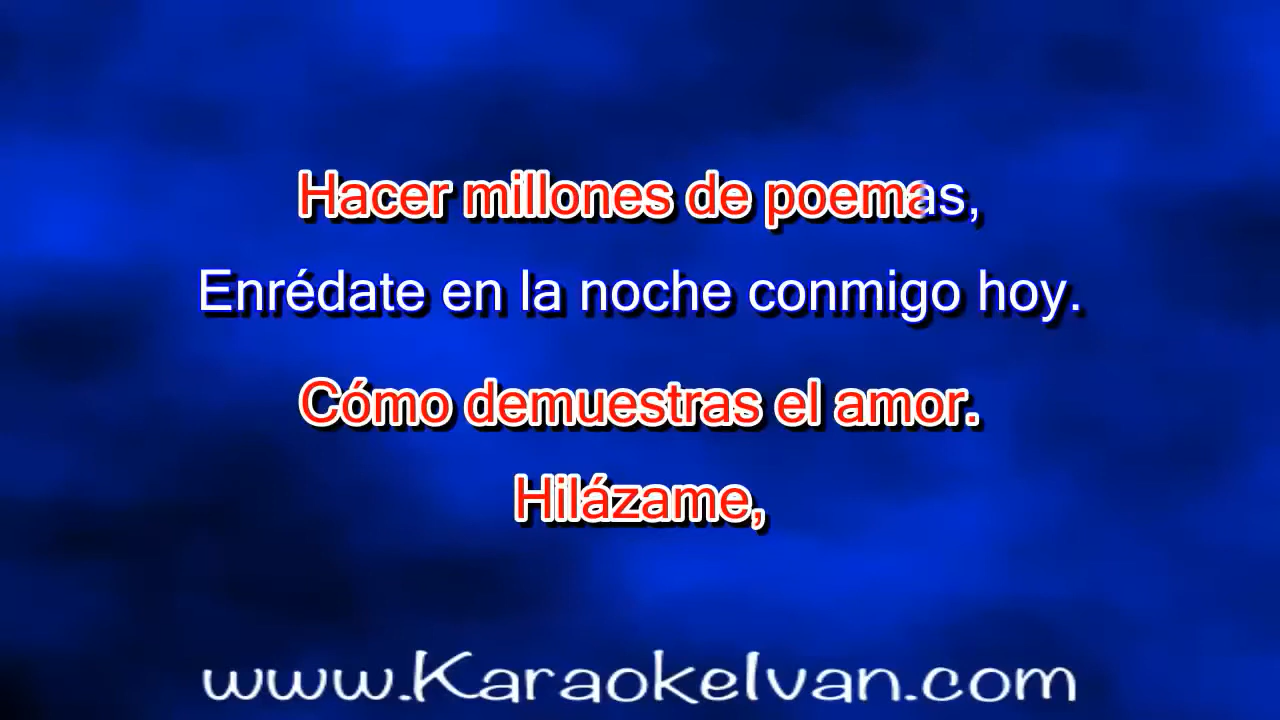 Hacer millones de poemas,
Enrédate en la noche conmigo hoy.
Cómo demuestras el amor.
Hilázame,
www.KaraokeIvan.com